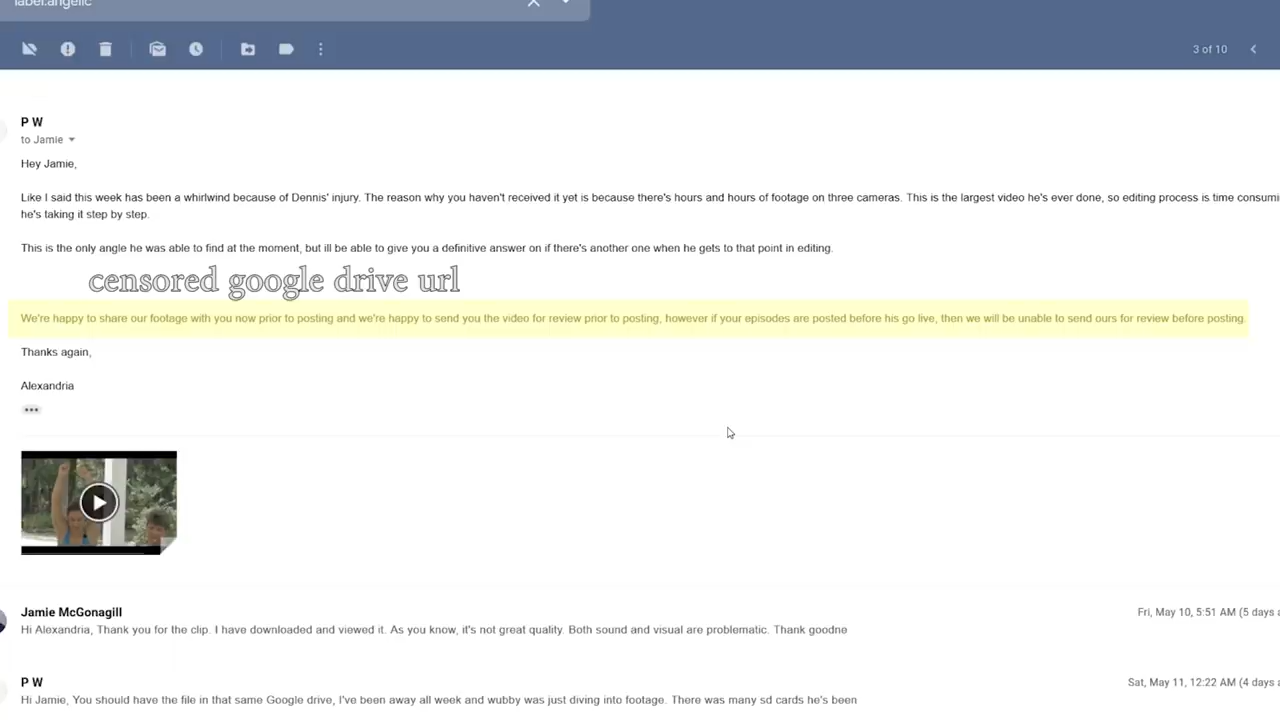 label:angelic
3 of 10
P W
to Jamie
Hey Jamie,
Like I said this week has been a whirlwind because of Dennis' injury. The reason why you haven't received it yet is because there's hours and hours of footage on three cameras. This is the largest video he's ever done, so editing process is time consumi
he's taking it step by step.
This is the only angle he was able to find at the moment, but ill be able to give you a definitive answer on if there's another one when he gets to that point in editing.
censored google drive url
We're happy to share our footage with you now prior to posting and we're happy to send you the video for review prior to posting, however if your episodes are posted before his go live, then we will be unable to send ours for review before posting.
Thanks again,
Alexandria
Jamie McGonagill
Fri, May 10, 5:51 AM (5 days a
Hi Alexandria, Thank you for the clip. I have downloaded and viewed it. As you know, it's not great quality. Both sound and visual are problematic. Thank goodne
P W
Sat, May 11, 12:22 AM (4 days a
Hi Jamie, You should have the file in that same Google drive, I've been away all week and wubby was just diving into footage. There was many sd cards he's been